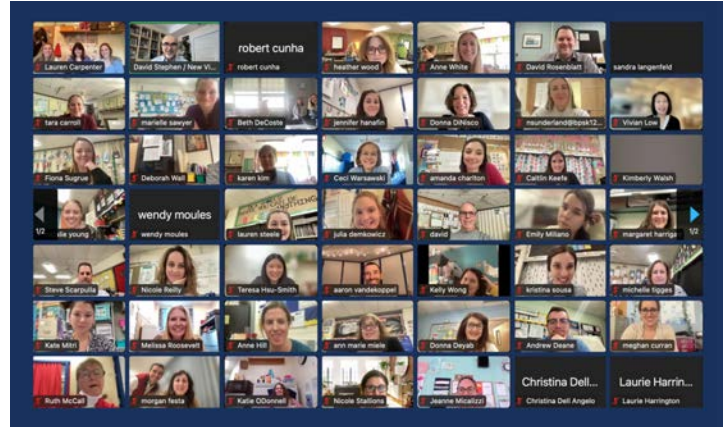 Lauren Carpenter
David Stephen / New Vi...
robert cunha
robert cunha
heather wood
Anne White
David Rosenblatt
sandra langenfeld
tara carroll
marielle sawyer
Beth DeCoste
jennifer hanafin
Donna DiNisco
nsunderland@bpsk12...
Vivian Low
Fiona Sugrue
Deborah Wall
karen kim
Ceci Warsawski
amanda charlton
Caitlin Keefe
Kimberly Walsh
1/2
lie young
wendy moules
wendy moules
lauren steele
julia demkowicz
david
Emily Milano
margaret harriga
1/2
Steve Scarpulla
Nicole Reilly
Teresa Hsu-Smith
aaron vandekoppel
Kelly Wong
kristina sousa
michelle tigges
Kate Mitri
Melissa Roosevelt
Anne Hill
ann marie miele
Donna Deyab
Andrew Deane
meghan curran
Ruth McCall
morgan festa
Katie ODonnell
Nicole Stallions
Jeanne Micalizzi
Christina Dell...
Christina Dell Angelo
Laurie Harrin...
Laurie Harrington